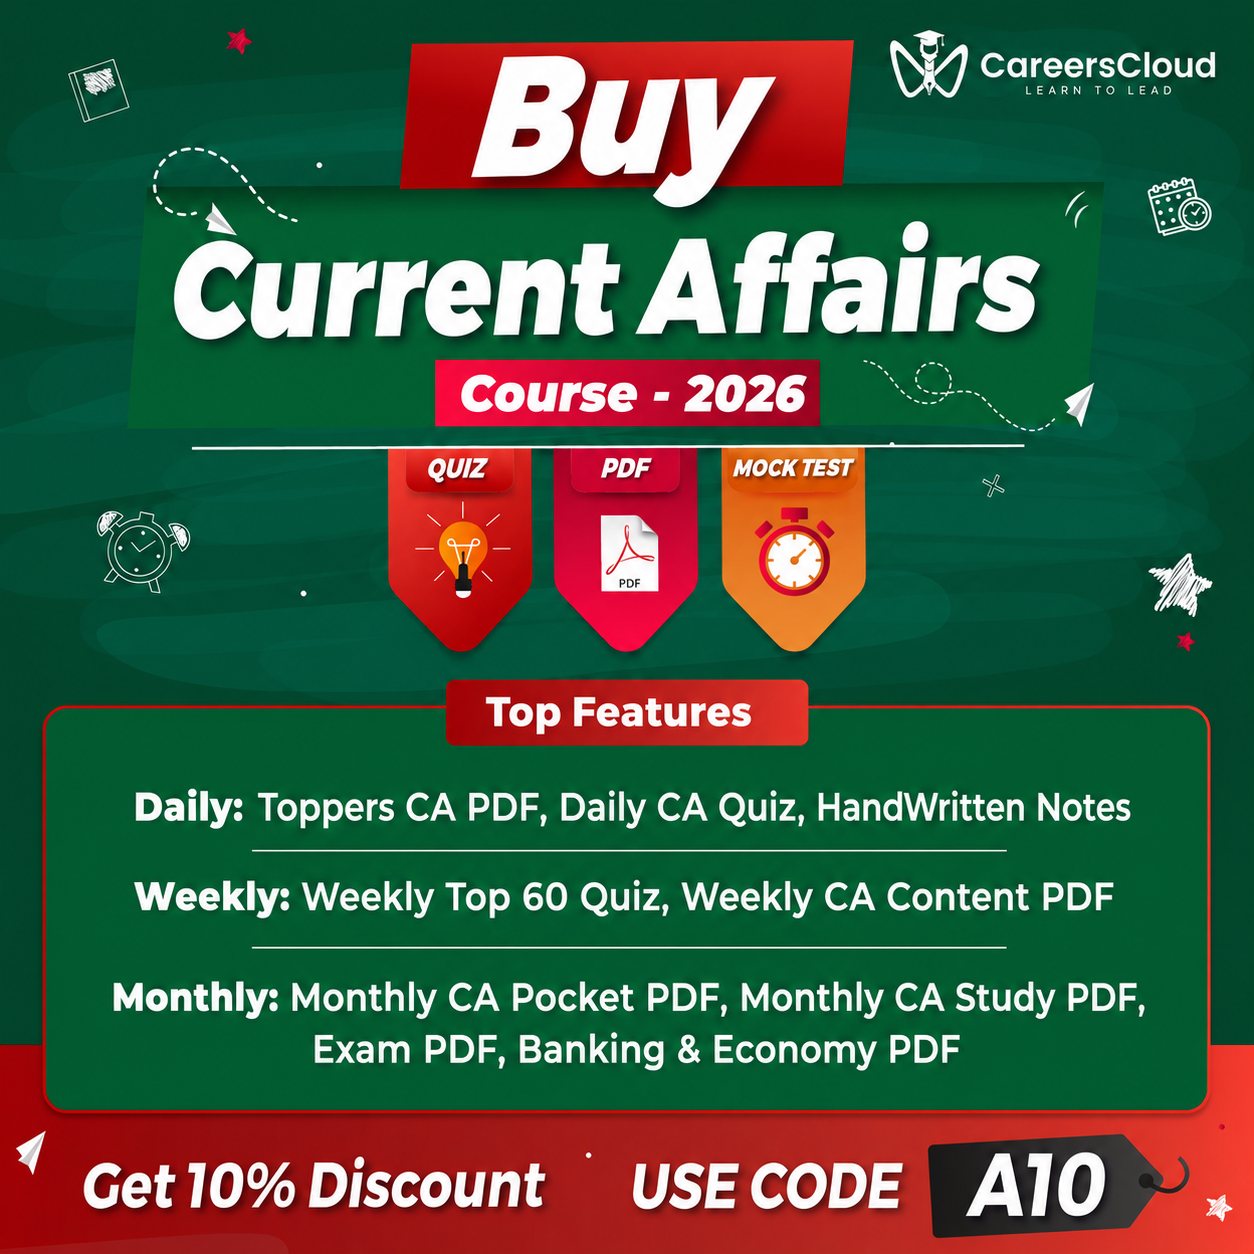 Buy
CareersCloud
LEARN TO LEAD
Current Affairs
Course - 2026
QUIZ
PDF
MOCK TEST
PDF
Top Features
Daily: Toppers CA PDF, Daily CA Quiz, HandWritten Notes
Weekly: Weekly Top 60 Quiz, Weekly CA Content PDF
Monthly: Monthly CA Pocket PDF, Monthly CA Study PDF,
Exam PDF, Banking & Economy PDF
Get 10% Discount
USE CODE
A10